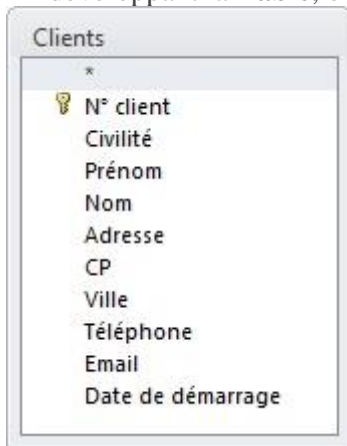 Clients
*
N° client
Civilité
Prénom
Nom
Adresse
CP
Ville
Téléphone
Email
Date de démarrage